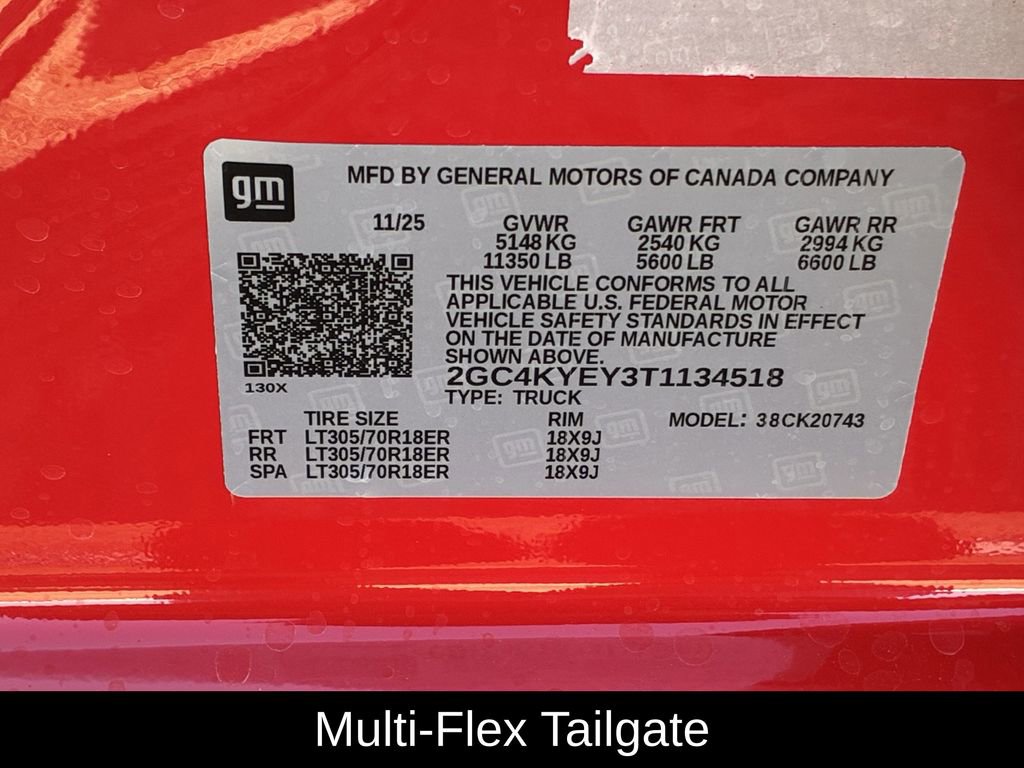 gm
MFD BY GENERAL MOTORS OF CANADA COMPANY
11/25 GVWR GAWR FRT GAWR RR
5148 KG 2540 KG 2994 KG
11350 LB 5600 LB 6600 LB
THIS VEHICLE CONFORMS TO ALL
APPLICABLE U.S. FEDERAL MOTOR
VEHICLE SAFETY STANDARDS IN EFFECT
ON THE DATE OF MANUFACTURE
SHOWN ABOVE.
130X
2GC4KYEY3T1134518
TYPE: TRUCK
TIRE SIZE RIM MODEL: 38CK20743
FRT LT305/70R18ER 18X9J
RR LT305/70R18ER 18X9J
SPA LT305/70R18ER 18X9J
Multi-Flex Tailgate